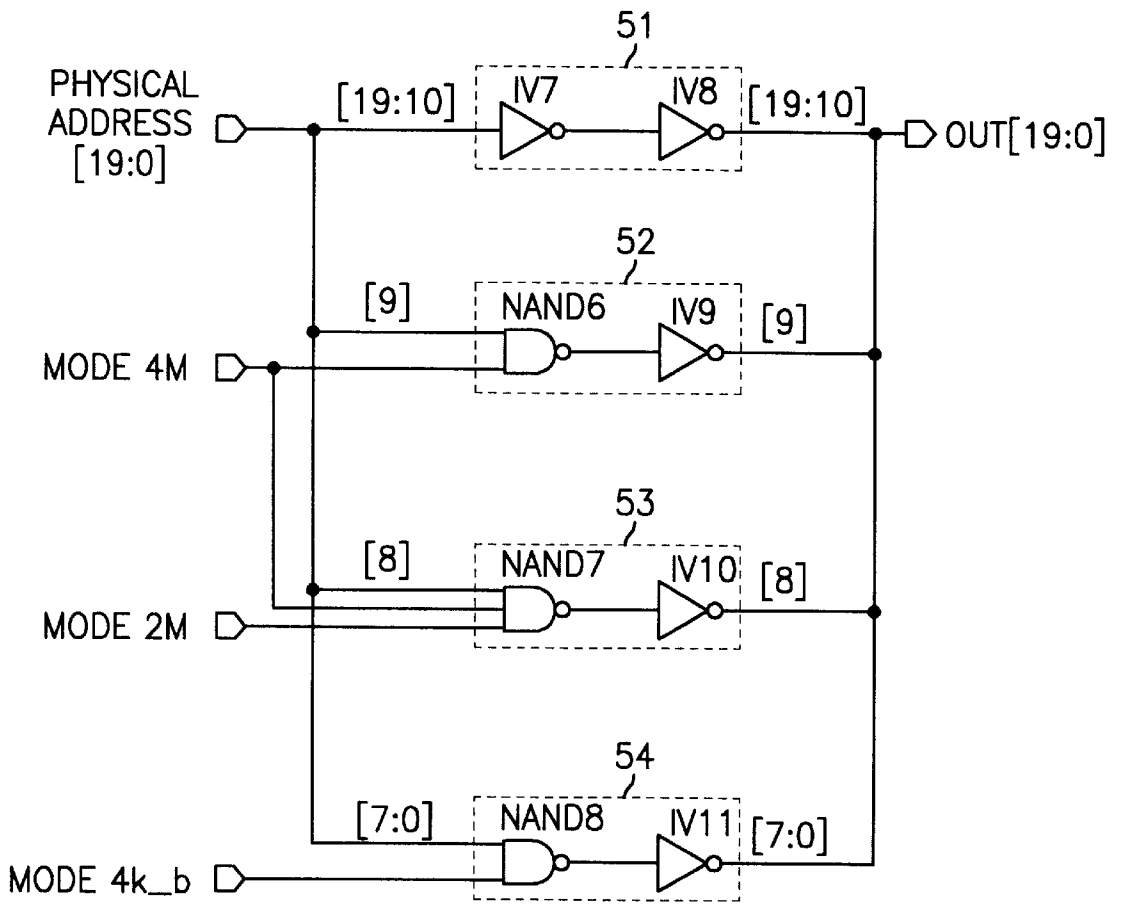 51
PHYSICAL
ADDRESS
[19:0]
[19:10]
IV7
IV8
[19:10]
OUT[19:0]
52
[9]
NAND6
IV9
[9]
MODE 4M
53
[8]
NAND7
IV10
[8]
MODE 2M
54
[7:0]
NAND8
IV11
[7:0]
MODE 4k_b